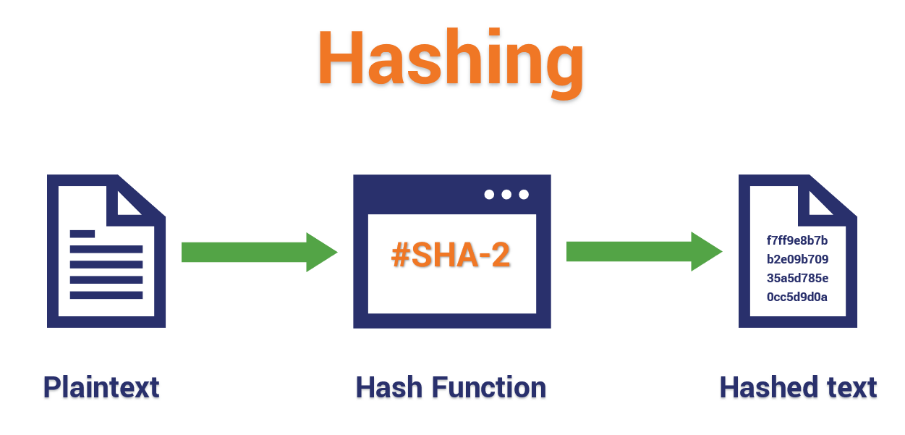 Hashing
#SHA-2
f7ff9e8b7b
b2e09b709
35a5d785e
0cc5d9d0a
Plaintext
Hash Function
Hashed text